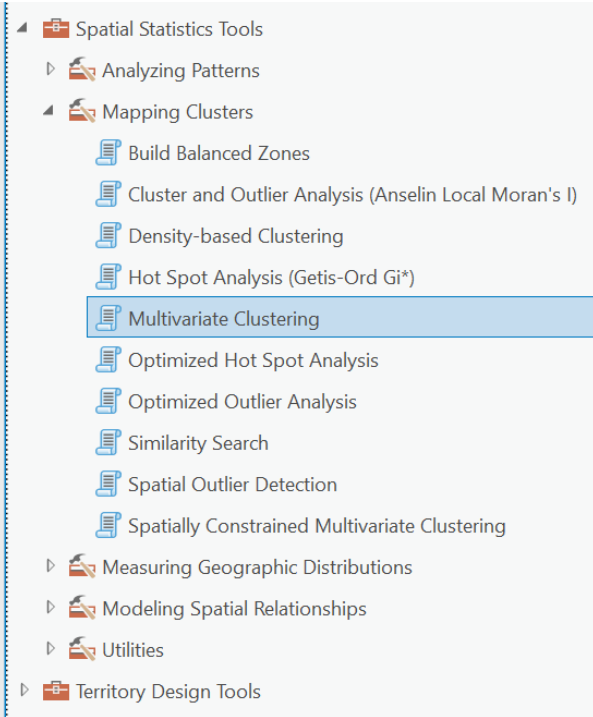 Spatial Statistics Tools
Analyzing Patterns
Mapping Clusters
Build Balanced Zones
Cluster and Outlier Analysis (Anselin Local Moran's I)
Density-based Clustering
Hot Spot Analysis (Getis-Ord Gi*)
Multivariate Clustering
Optimized Hot Spot Analysis
Optimized Outlier Analysis
Similarity Search
Spatial Outlier Detection
Spatially Constrained Multivariate Clustering
Measuring Geographic Distributions
Modeling Spatial Relationships
Utilities
Territory Design Tools